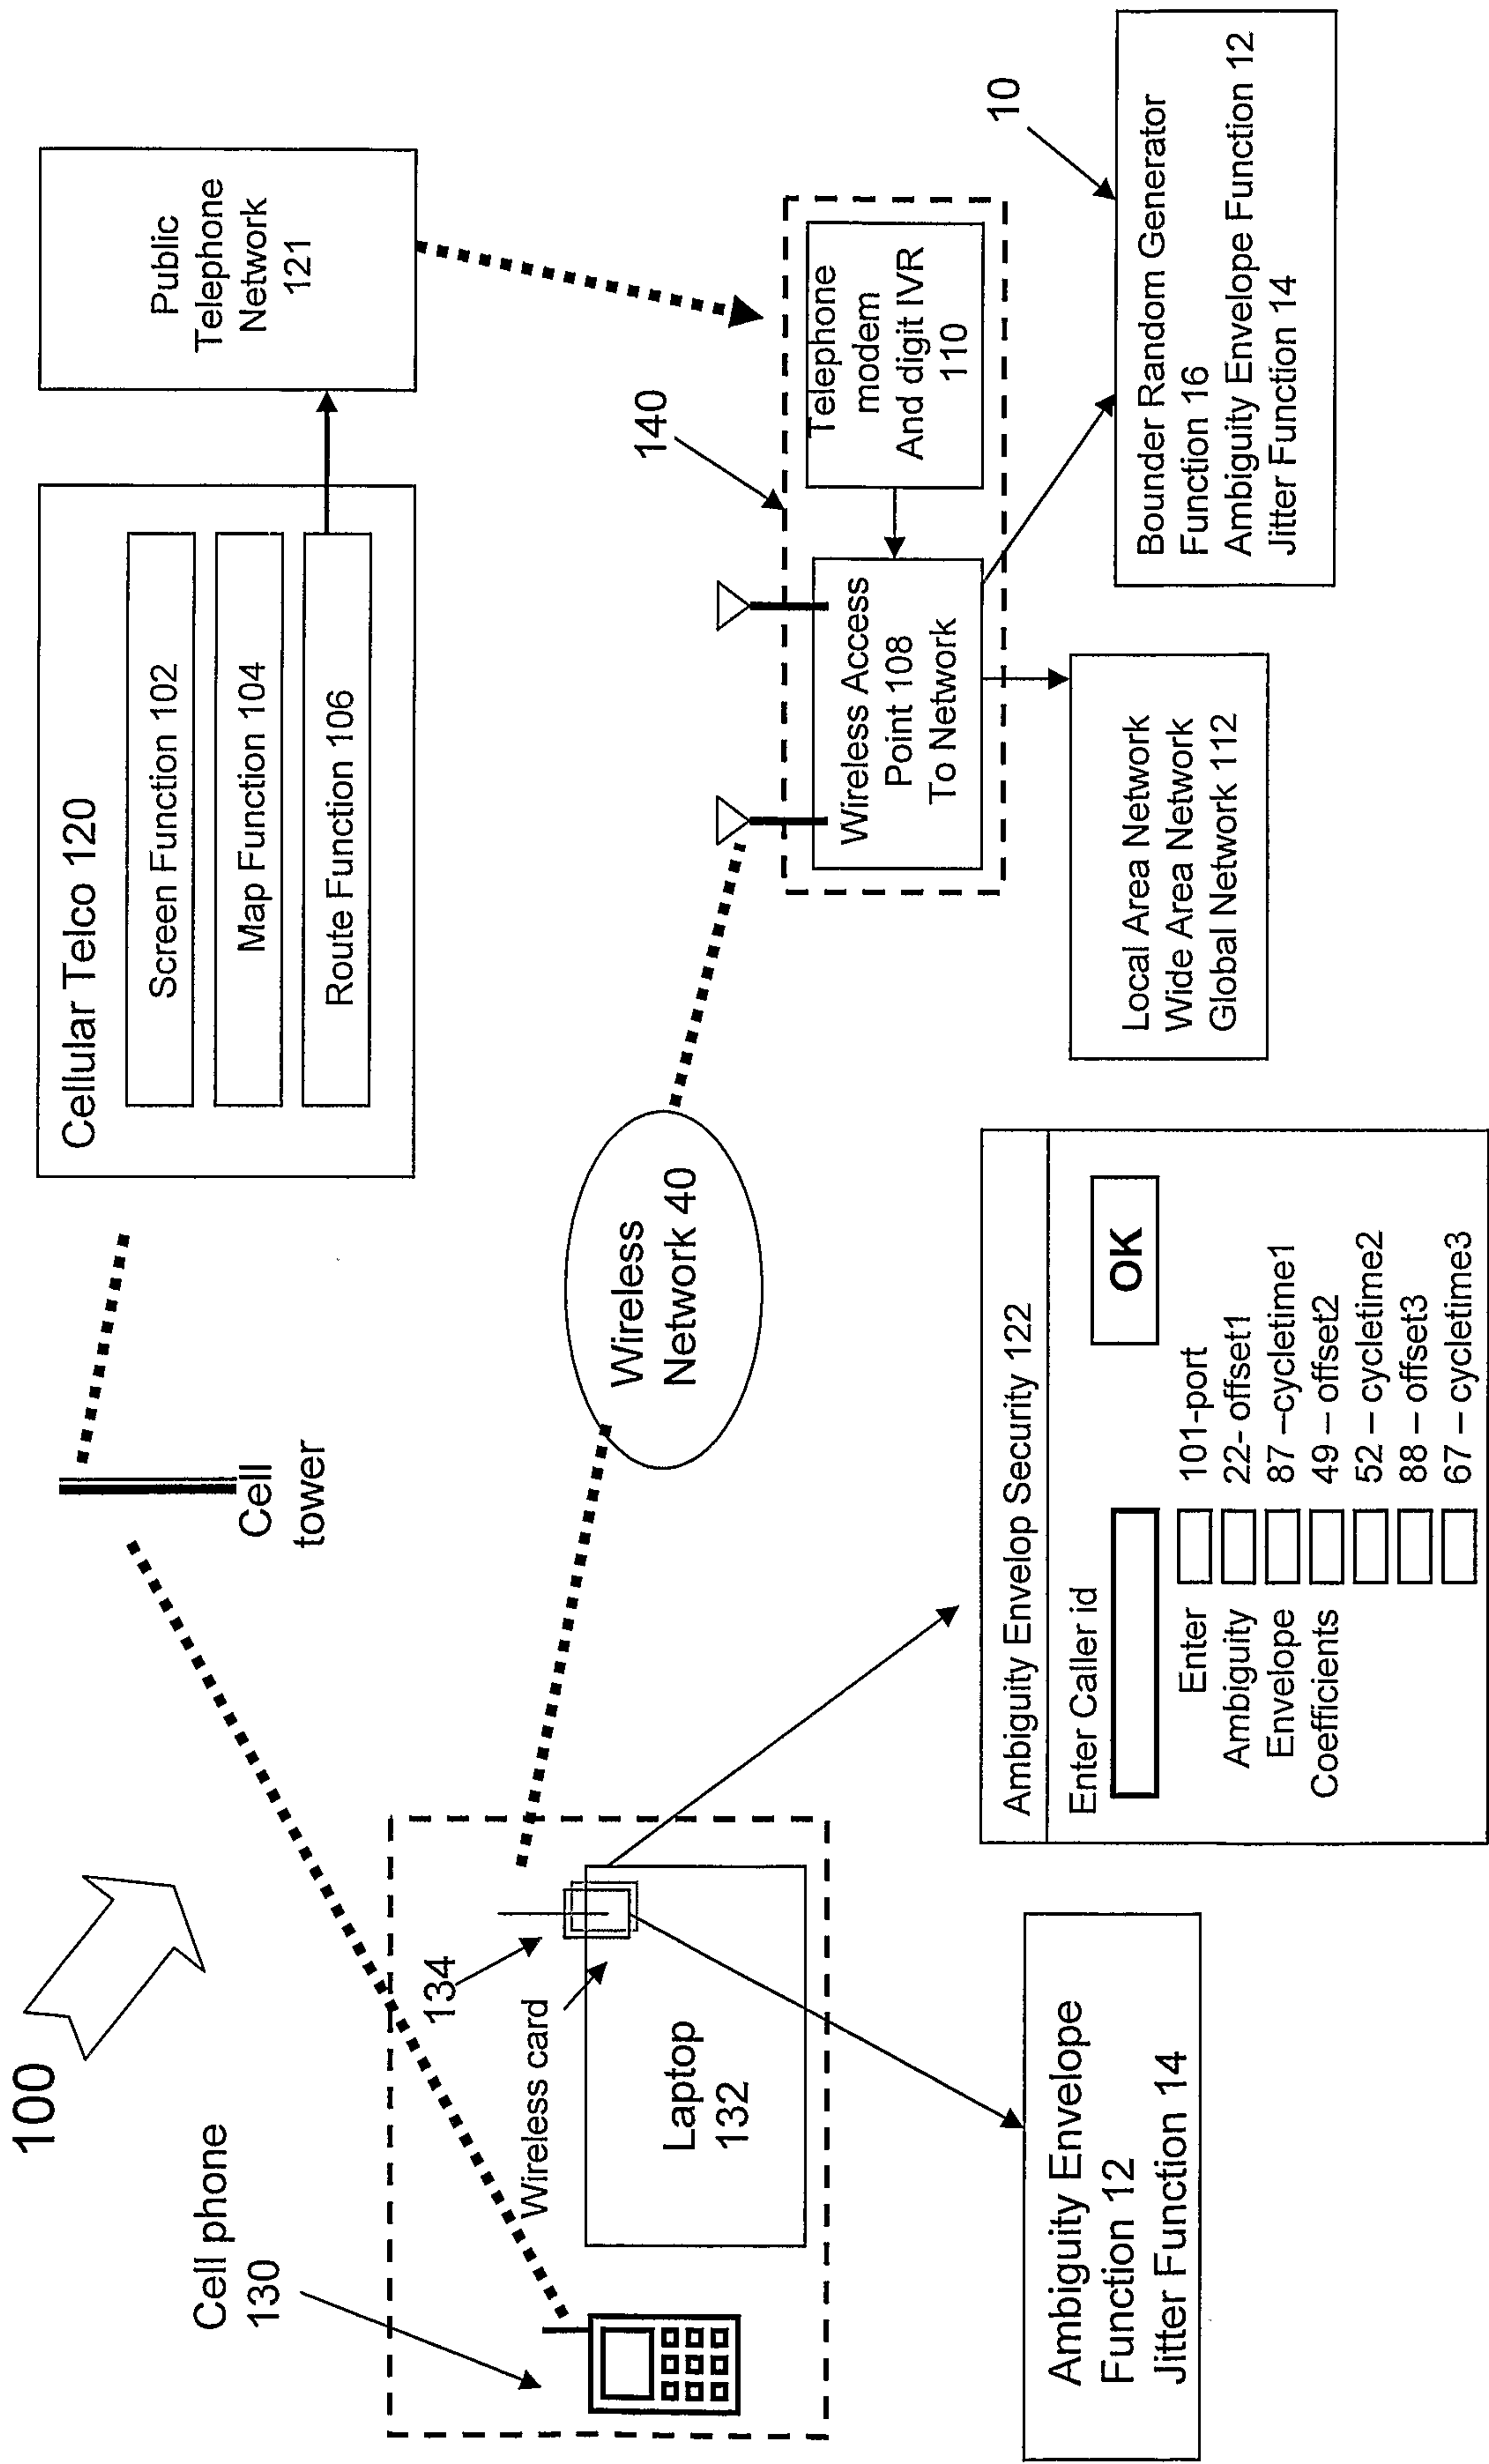 100
Cell phone
130
Cell
tower
Cellular Telco 120
Screen Function 102
Map Function 104
Route Function 106
Public
Telephone
Network
121
134
Wireless card
Laptop
132
Wireless
Network 40
140
Wireless Access
Point 108
To Network
Telephone
modem
And digit IVR
110
10
Ambiguity Envelope
Function 12
Jitter Function 14
Ambiguity Envelop Security 122
Enter Caller id
OK
Enter 101-port
Ambiguity 22- offset1
Envelope 87 –cycletime1
Coefficients 49 – offset2
52 – cycletime2
88 – offset3
67 – cycletime3
Local Area Network
Wide Area Network
Global Network 112
Bounder Random Generator
Function 16
Ambiguity Envelope Function 12
Jitter Function 14